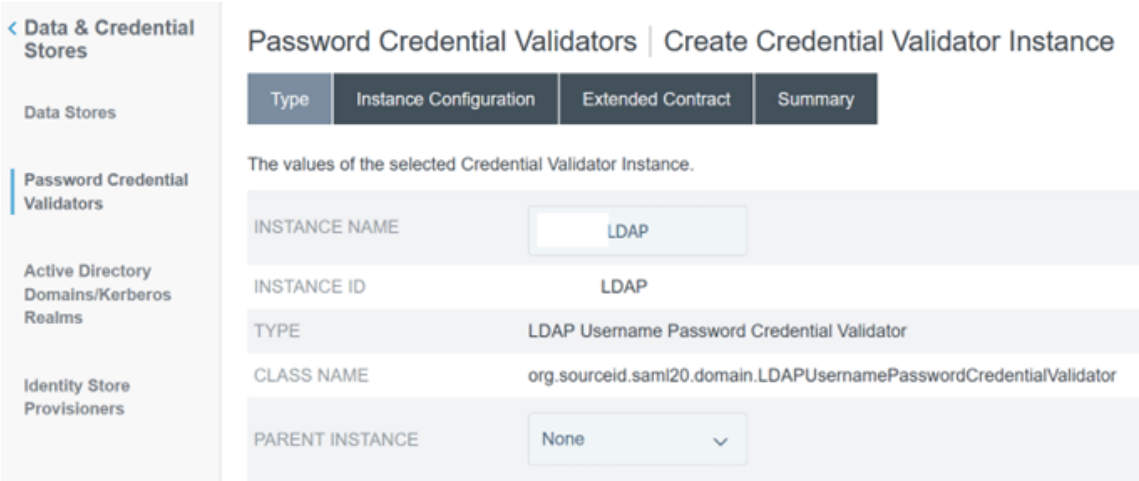 Data & Credential
Stores
Data Stores
Password Credential
Validators
Active Directory
Domains/Kerberos
Realms
Identity Store
Provisioners
Password Credential Validators | Create Credential Validator Instance
Type
Instance Configuration
Extended Contract
Summary
The values of the selected Credential Validator Instance.
INSTANCE NAME
LDAP
INSTANCE ID
LDAP
TYPE
LDAP Username Password Credential Validator
CLASS NAME
org.sourceid.saml20.domain.LDAPUsernamePasswordCredentialValidator
PARENT INSTANCE
None